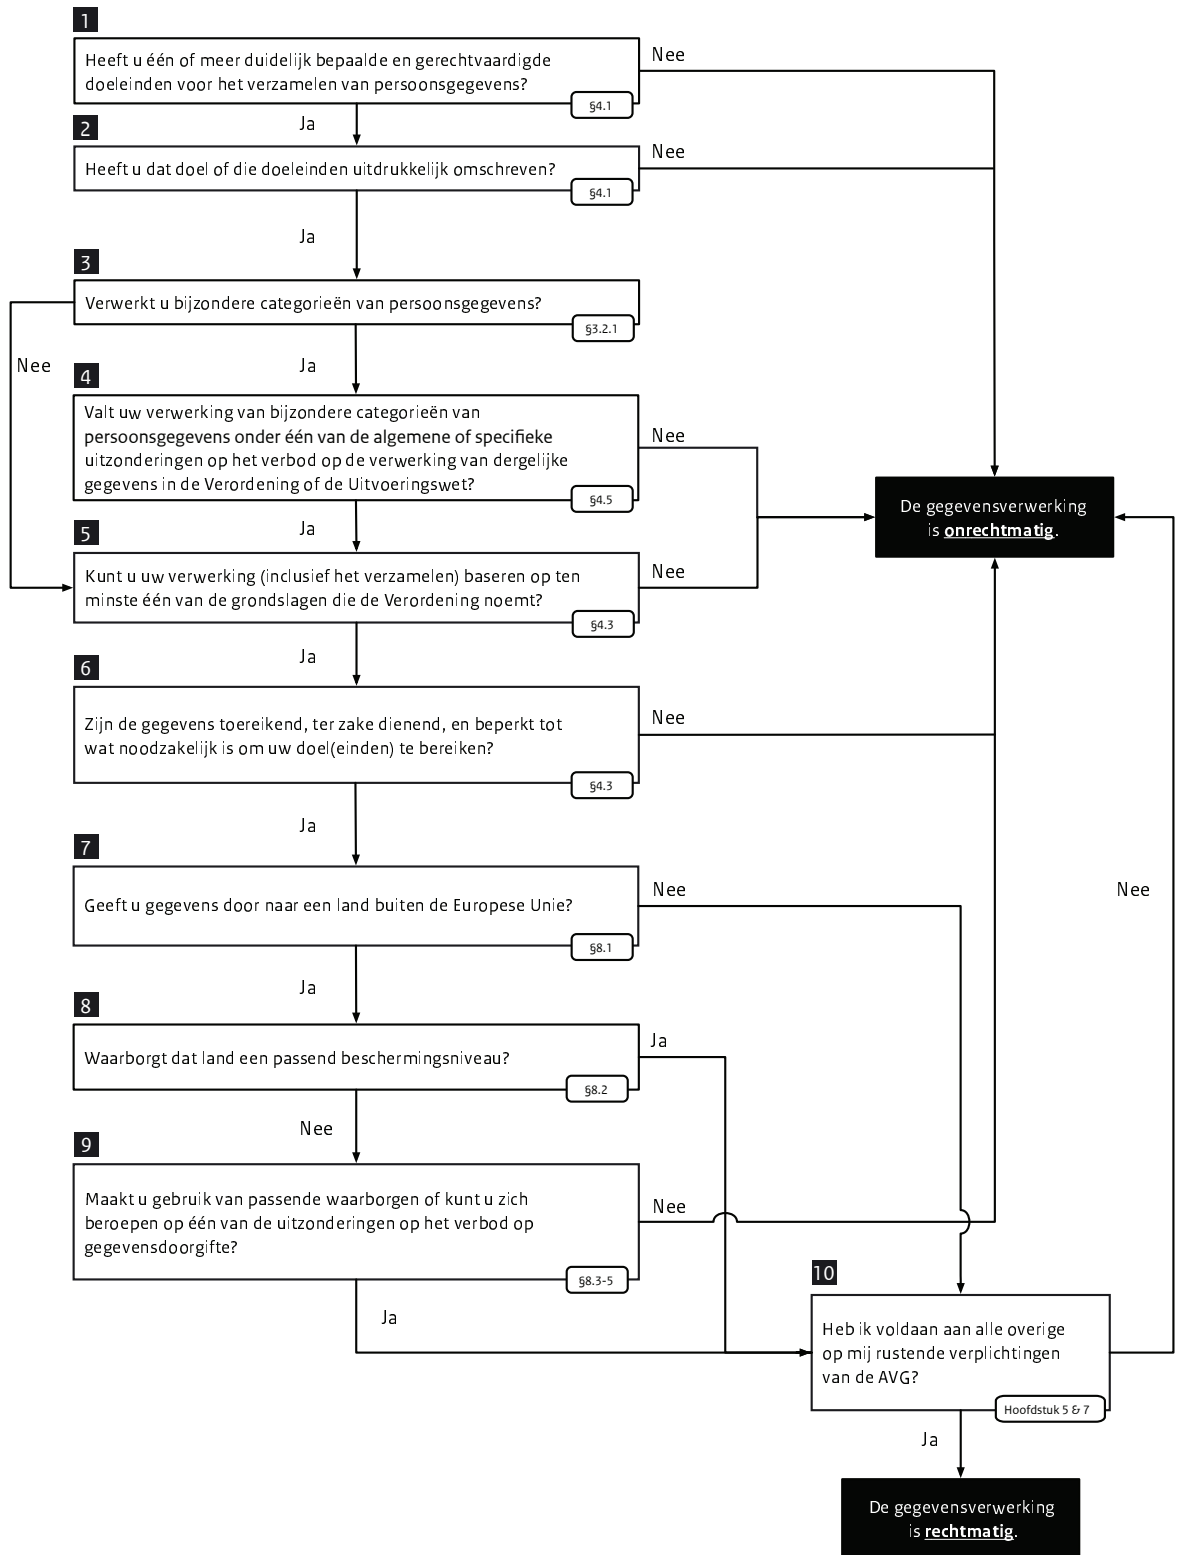 1
Heeft u één of meer duidelijk bepaalde en gerechtvaardigde
doeleinden voor het verzamelen van persoonsgegevens?
§4.1
Nee
Ja
2
Heeft u dat doel of die doeleinden uitdrukkelijk omschreven?
§4.1
Nee
Ja
3
Verwerkt u bijzondere categorieën van persoonsgegevens?
§3.2.1
Nee
Ja
4
Valt uw verwerking van bijzondere categorieën van
persoonsgegevens onder één van de algemene of specifieke
uitzonderingen op het verbod op de verwerking van dergelijke
gegevens in de Verordening of de Uitvoeringswet?
§4.5
Nee
Ja
De gegevensverwerking
is onrechtmatig.
5
Kunt u uw verwerking (inclusief het verzamelen) baseren op ten
minste één van de grondslagen die de Verordening noemt?
§4.3
Nee
Ja
6
Zijn de gegevens toereikend, ter zake dienend, en beperkt tot
wat noodzakelijk is om uw doel(einden) te bereiken?
§4.3
Nee
Ja
7
Geeft u gegevens door naar een land buiten de Europese Unie?
§8.1
Nee
Nee
Ja
8
Waarborgt dat land een passend beschermingsniveau?
§8.2
Ja
Nee
9
Maakt u gebruik van passende waarborgen of kunt u zich
beroepen op één van de uitzonderingen op het verbod op
gegevensdoorgifte?
§8.3-5
Nee
Ja
10
Heb ik voldaan aan alle overige
op mij rustende verplichtingen
van de AVG?
Hoofdstuk 5 & 7
Ja
De gegevensverwerking
is rechtmatig.